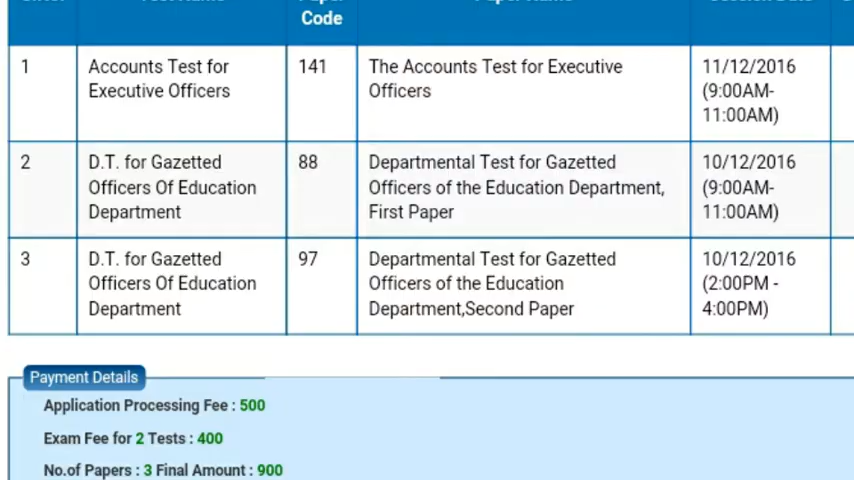 Code
1 Accounts Test for 141 The Accounts Test for Executive 11/12/2016
Executive Officers Officers (9:00AM-
11:00AM)
2 D.T. for Gazetted 88 Departmental Test for Gazetted 10/12/2016
Officers Of Education Officers of the Education Department, (9:00AM-
Department First Paper 11:00AM)
3 D.T. for Gazetted 97 Departmental Test for Gazetted 10/12/2016
Officers Of Education Officers of the Education (2:00PM -
Department Department,Second Paper 4:00PM)
Payment Details
Application Processing Fee : 500
Exam Fee for 2 Tests : 400
No.of Papers : 3 Final Amount : 900